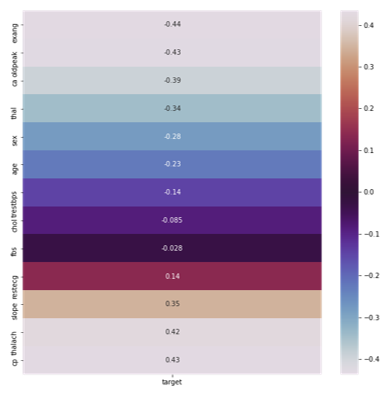 exang -0.44
oldpeak -0.43
ca -0.39
thal -0.34
sex -0.28
age -0.23
trestbps -0.14
chol -0.085
fbs -0.028
restecg 0.14
slope 0.35
thalach 0.42
cp 0.43
target
0.4
0.3
0.2
0.1
0.0
-0.1
-0.2
-0.3
-0.4